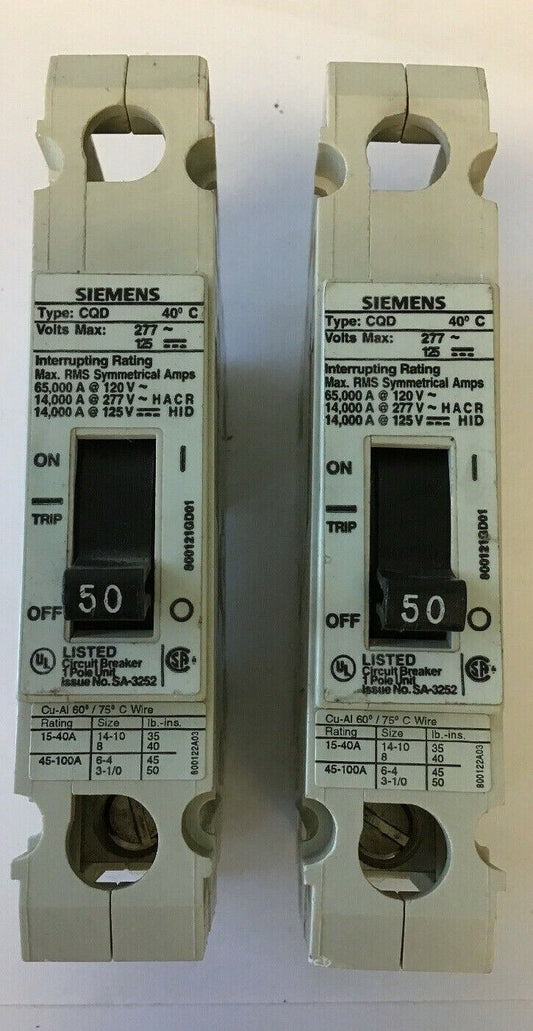 SIEMENS
Type: CQD 40° C
Volts Max: 277 ~
125 ⎓
Interrupting Rating
Max. RMS Symmetrical Amps
65,000 A @ 120 V ~
14,000 A @ 277 V ~ HACR
14,000 A @ 125 V ⎓ HID
ON I
TRIP
800121GD01
50
OFF O
UL LISTED
Circuit Breaker
1 Pole Unit
Issue No. SA-3252
SA
Cu-Al 60° / 75° C Wire
Rating Size lb.-ins.
15-40A 14-10 35
8 40
45-100A 6-4 45
3-1/0 50
800122A03
SIEMENS
Type: CQD 40° C
Volts Max: 277 ~
125 ⎓
Interrupting Rating
Max. RMS Symmetrical Amps
65,000 A @ 120 V ~
14,000 A @ 277 V ~ HACR
14,000 A @ 125 V ⎓ HID
ON I
TRIP
800121GD01
50
OFF O
UL LISTED
Circuit Breaker
1 Pole Unit
Issue No. SA-3252
SA
Cu-Al 60° / 75° C Wire
Rating Size lb.-ins.
15-40A 14-10 35
8 40
45-100A 6-4 45
3-1/0 50
800122A03